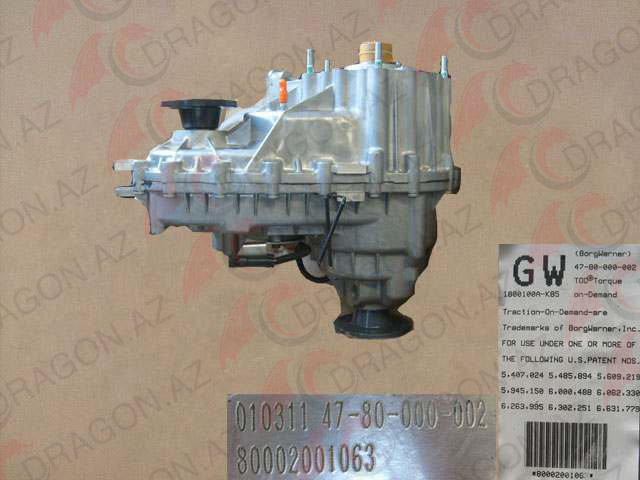 DRAGON.AZ
GW
(BorgWarner)
47-80-000-002
TOD®Torque
1800100A-K85 on-Demand
Traction-On-Demand-are
Trademarks of BorgWarner,Inc.
FOR USE UNDER ONE OR MORE OF
THE FOLLOWING U.S.PATENT NOS.
5.407.024 5.485.894 5.609.219
5.945.150 6.000.488 6.062.330
6.263.995 6.302.251 6.631.779
*80002001063
010311 47-80-000-002
80002001063